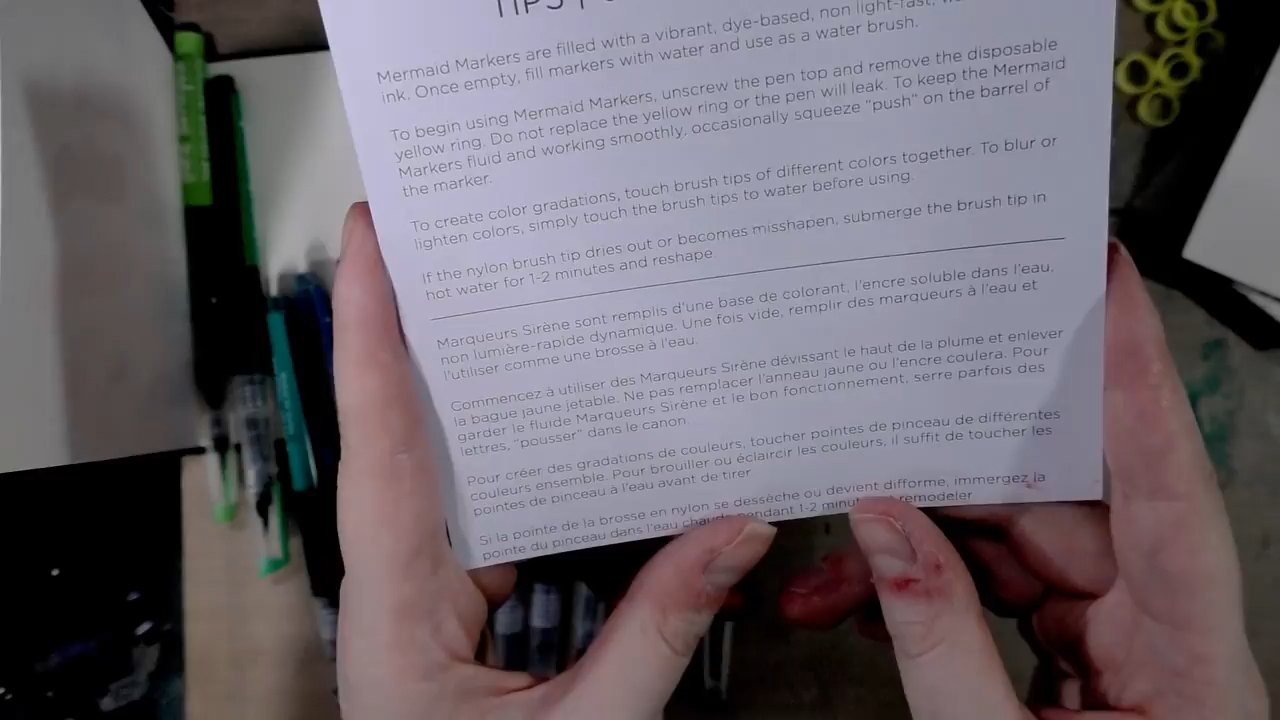 TIPS
Mermaid Markers are filled with a vibrant, dye-based, non light-fast,
ink. Once empty, fill markers with water and use as a water brush.
To begin using Mermaid Markers, unscrew the pen top and remove the disposable
yellow ring. Do not replace the yellow ring or the pen will leak. To keep the Mermaid
Markers fluid and working smoothly, occasionally squeeze "push" on the barrel of
the marker.
To create color gradations, touch brush tips of different colors together. To blur or
lighten colors, simply touch the brush tips to water before using.
If the nylon brush tip dries out or becomes misshapen, submerge the brush tip in
hot water for 1-2 minutes and reshape
Marqueurs Sirène sont remplis d'une base de colorant, l'encre soluble dans l'eau,
non lumière-rapide dynamique. Une fois vide, remplir des marqueurs à l'eau et
l'utiliser comme une brosse à l'eau.
Commencez à utiliser des Marqueurs Sirène dévissant le haut de la plume et enlever
la bague jaune jetable. Ne pas remplacer l'anneau jaune ou l'encre coulera. Pour
garder le fluide Marqueurs Sirène et le bon fonctionnement, serre parfois des
lettres, "pousser" dans le canon
Pour créer des gradations de couleurs, toucher pointes de pinceau de différentes
couleurs ensemble. Pour brouiller ou éclaircir les couleurs, il suffit de toucher les
pointes de pinceau à l'eau avant de tirer
Si la pointe de la brosse en nylon se dessèche ou devient difforme, immergez la
pointe du pinceau dans l'eau chaude pendant 1-2 remodeler